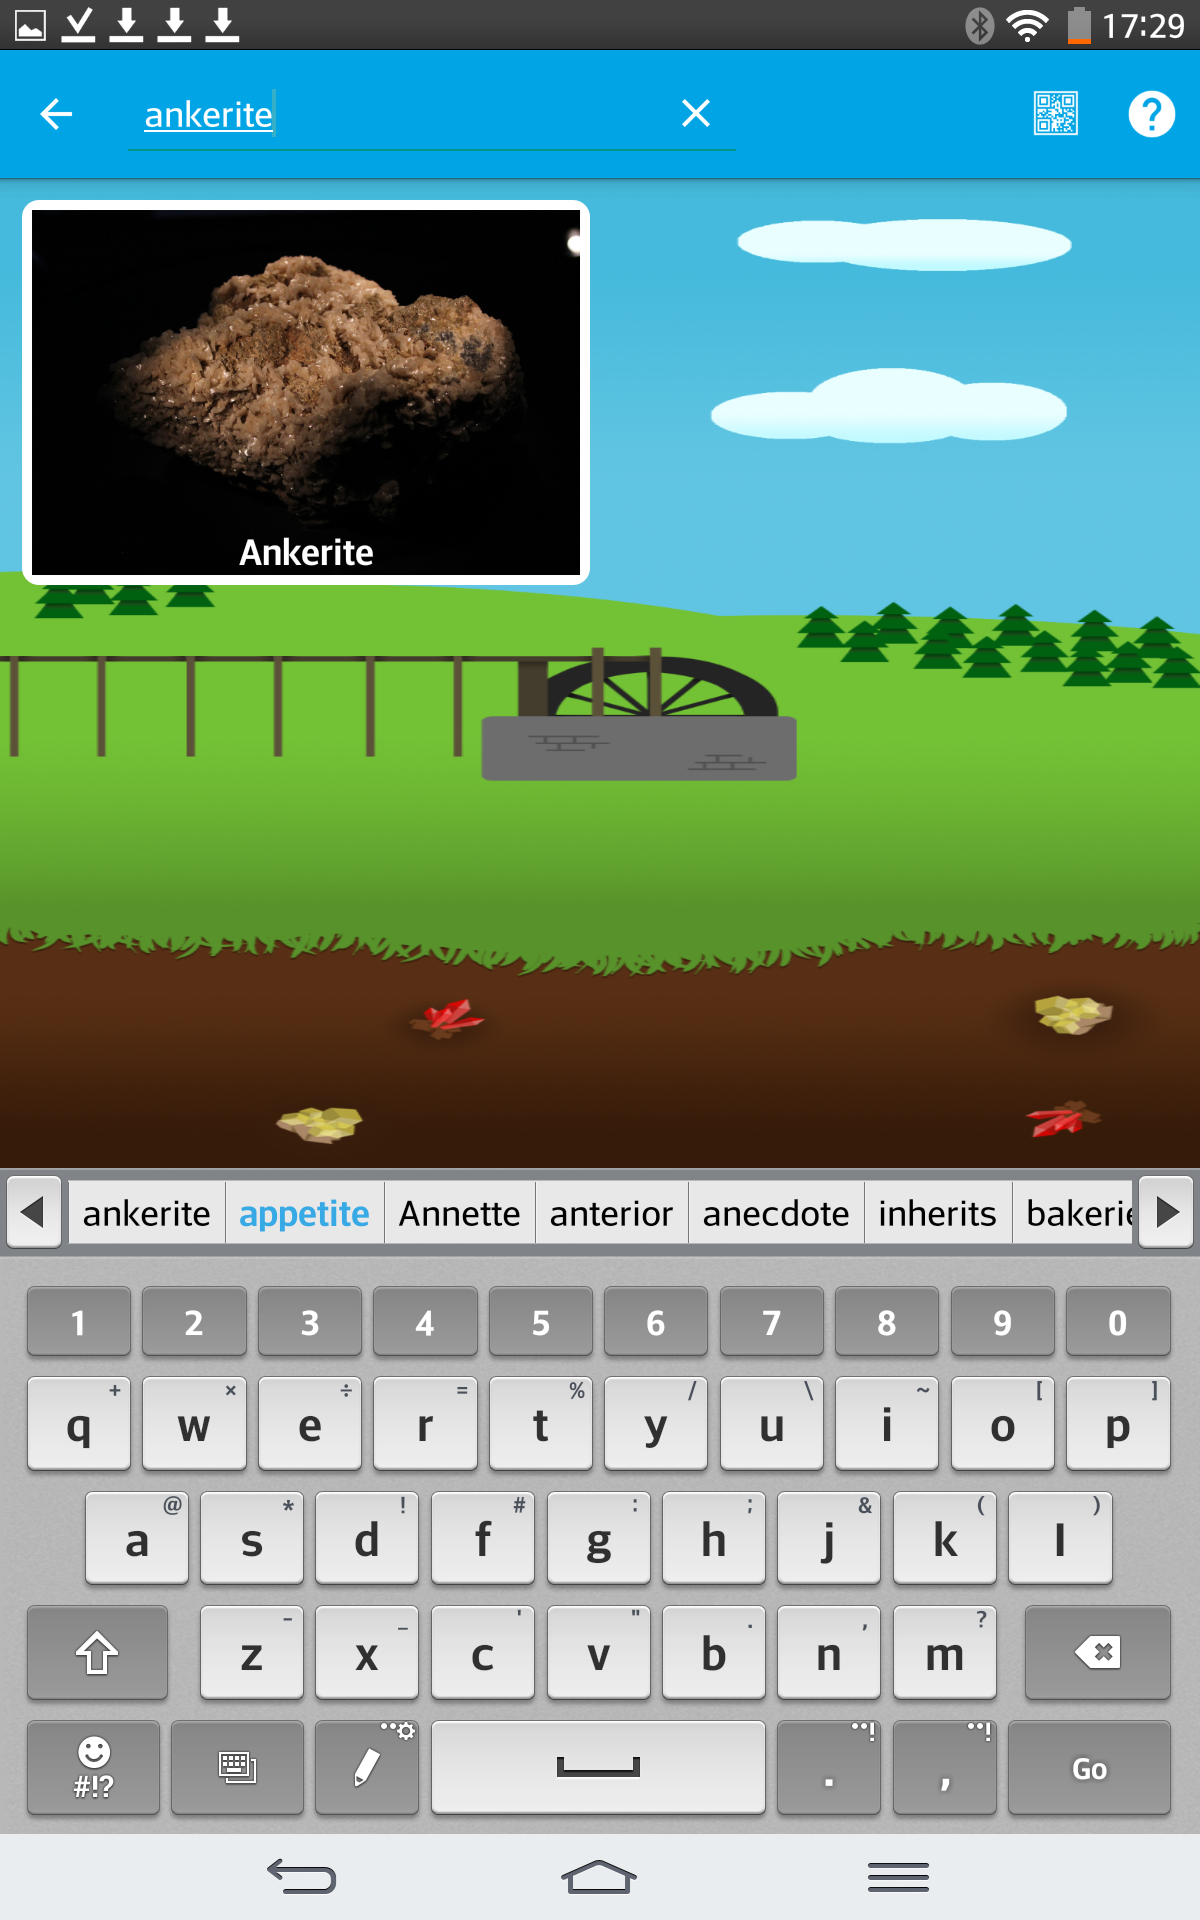 17:29
ankerite
?
Ankerite
ankerite appetite Annette anterior anecdote inherits bakerie
1 2 3 4 5 6 7 8 9 0
+ × ÷ = % / \ ~ [ ]
q w e r t y u i o p
@ * ! # : ; & ( )
a s d f g h j k l
- _ ' " . , ?
z x c v b n m
#!? . , Go